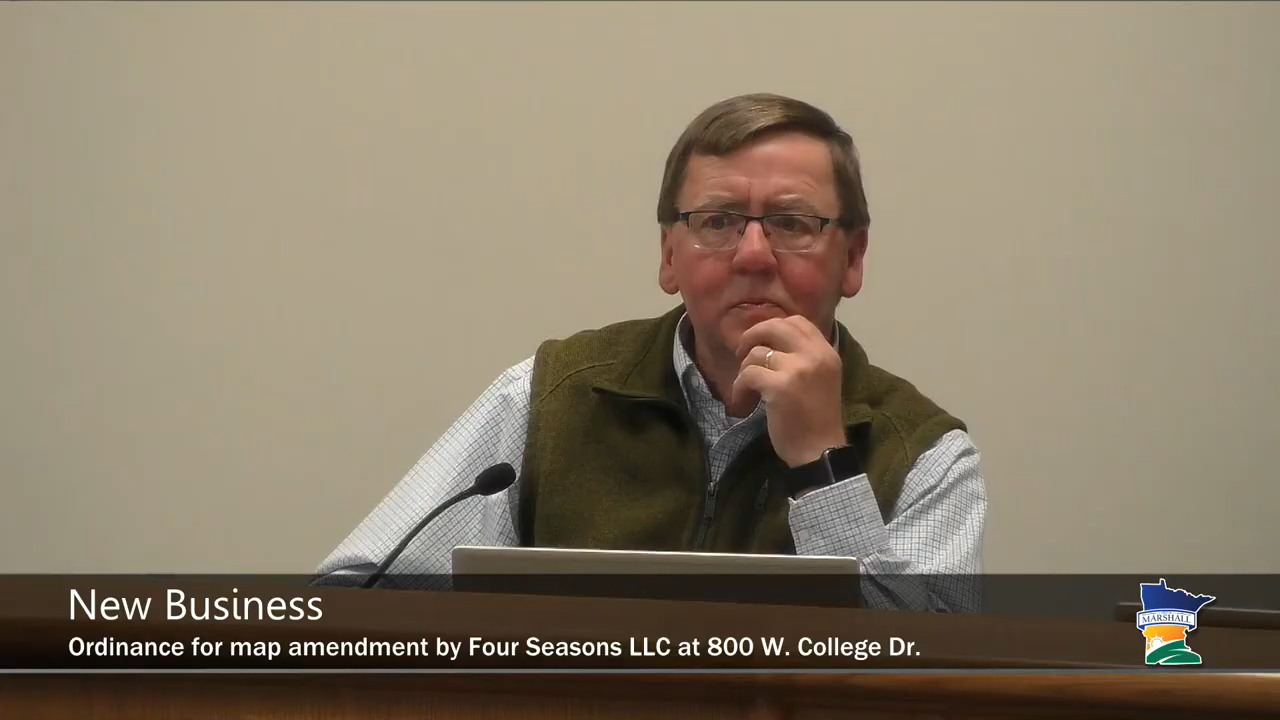 New Business
Ordinance for map amendment by Four Seasons LLC at 800 W. College Dr.
MARSHALL